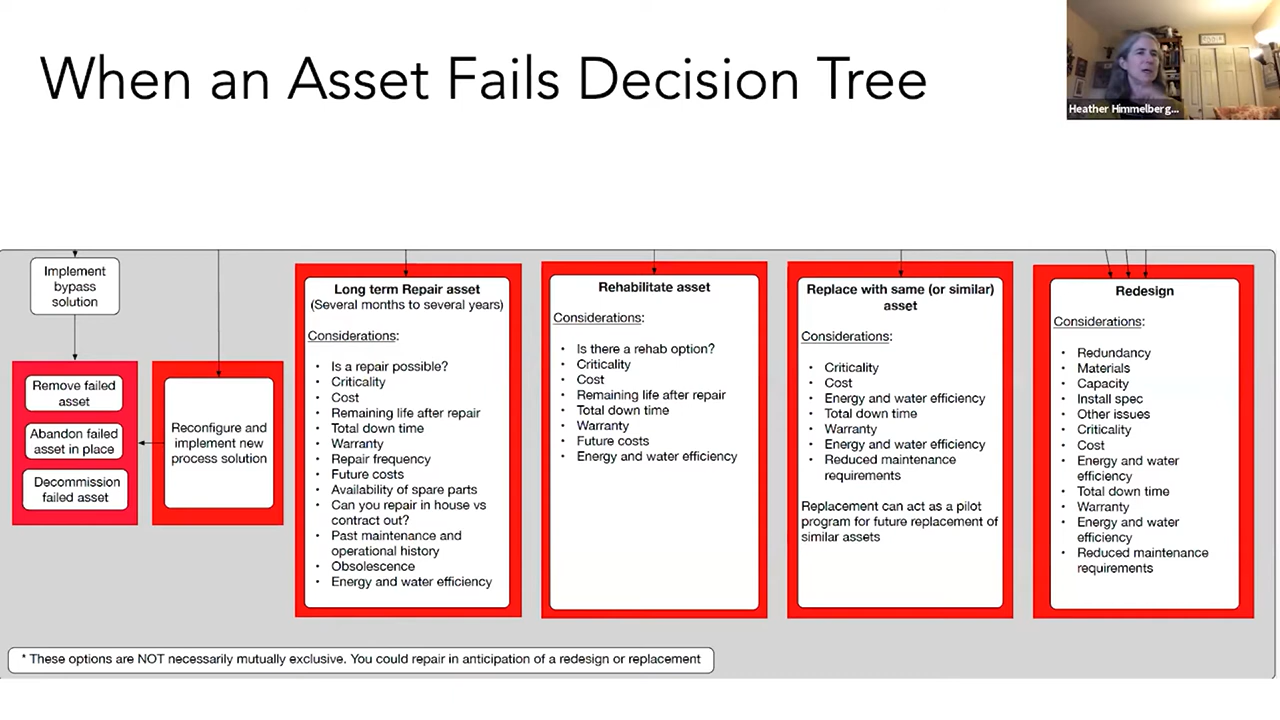 When an Asset Fails Decision Tree
Heather Himmelberg...
Implement
bypass
solution
Remove failed
asset
Abandon failed
asset in place
Decommission
failed asset
Reconfigure and
implement new
process solution
Long term Repair asset
(Several months to several years)
Considerations:
• Is a repair possible?
• Criticality
• Cost
• Remaining life after repair
• Total down time
• Warranty
• Repair frequency
• Future costs
• Availability of spare parts
• Can you repair in house vs
contract out?
• Past maintenance and
operational history
• Obsolescence
• Energy and water efficiency
Rehabilitate asset
Considerations:
• Is there a rehab option?
• Criticality
• Cost
• Remaining life after repair
• Total down time
• Warranty
• Future costs
• Energy and water efficiency
Replace with same (or similar)
asset
Considerations:
• Criticality
• Cost
• Energy and water efficiency
• Total down time
• Warranty
• Energy and water efficiency
• Reduced maintenance
requirements
Replacement can act as a pilot
program for future replacement of
similar assets
Redesign
Considerations:
• Redundancy
• Materials
• Capacity
• Install spec
• Other issues
• Criticality
• Cost
• Energy and water
efficiency
• Total down time
• Warranty
• Energy and water
efficiency
• Reduced maintenance
requirements
* These options are NOT necessarily mutually exclusive. You could repair in anticipation of a redesign or replacement